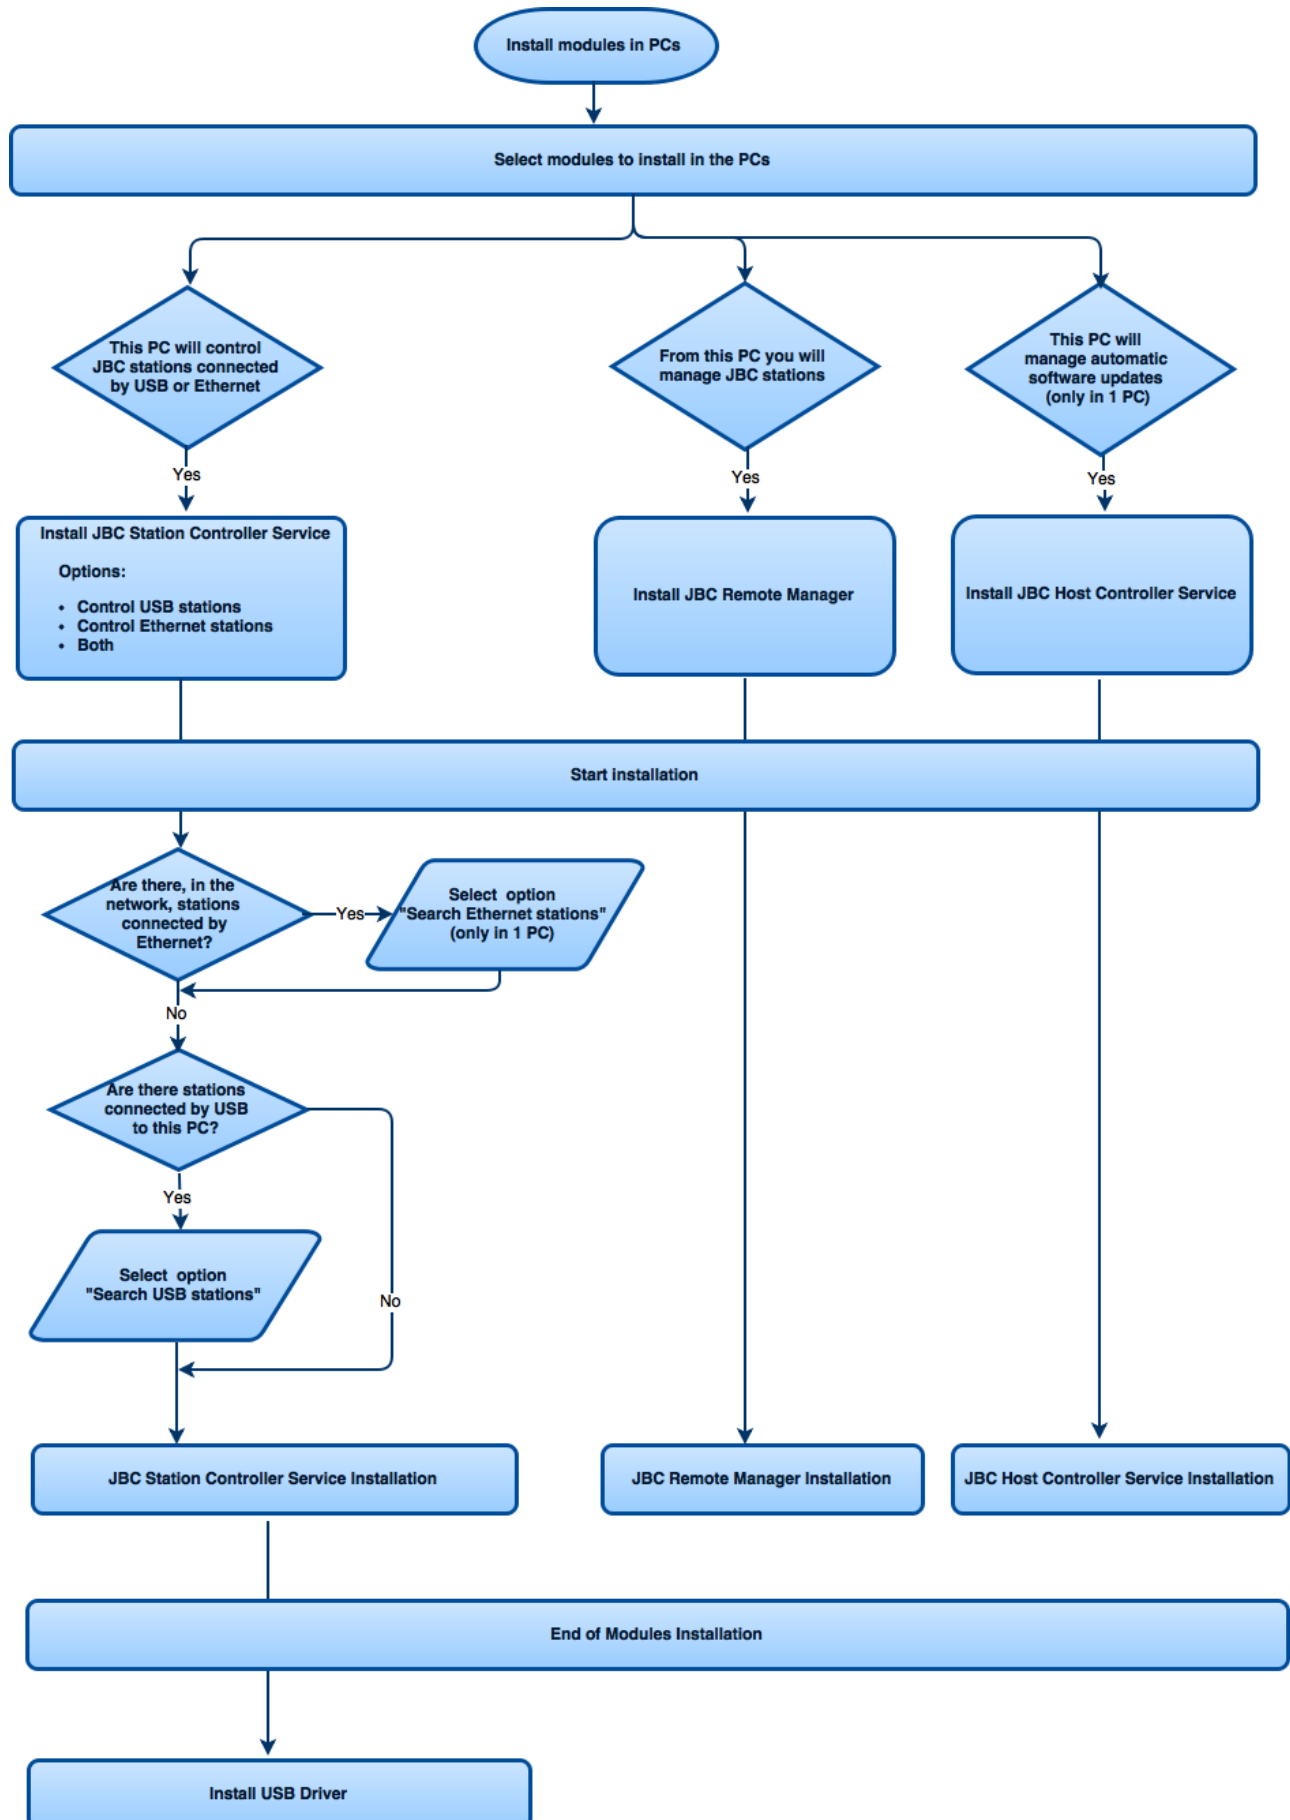 Install modules in PCs
Select modules to install in the PCs
This PC will control
JBC stations connected
by USB or Ethernet
From this PC you will
manage JBC stations
This PC will
manage automatic
software updates
(only in 1 PC)
Yes
Yes
Yes
Install JBC Station Controller Service
Options:
• Control USB stations
• Control Ethernet stations
• Both
Install JBC Remote Manager
Install JBC Host Controller Service
Start installation
Are there, in the
network, stations
connected by
Ethernet?
Yes
Select option
"Search Ethernet stations"
(only in 1 PC)
No
Are there stations
connected by USB
to this PC?
Yes
Select option
"Search USB stations"
No
JBC Station Controller Service Installation
JBC Remote Manager Installation
JBC Host Controller Service Installation
End of Modules Installation
Install USB Driver